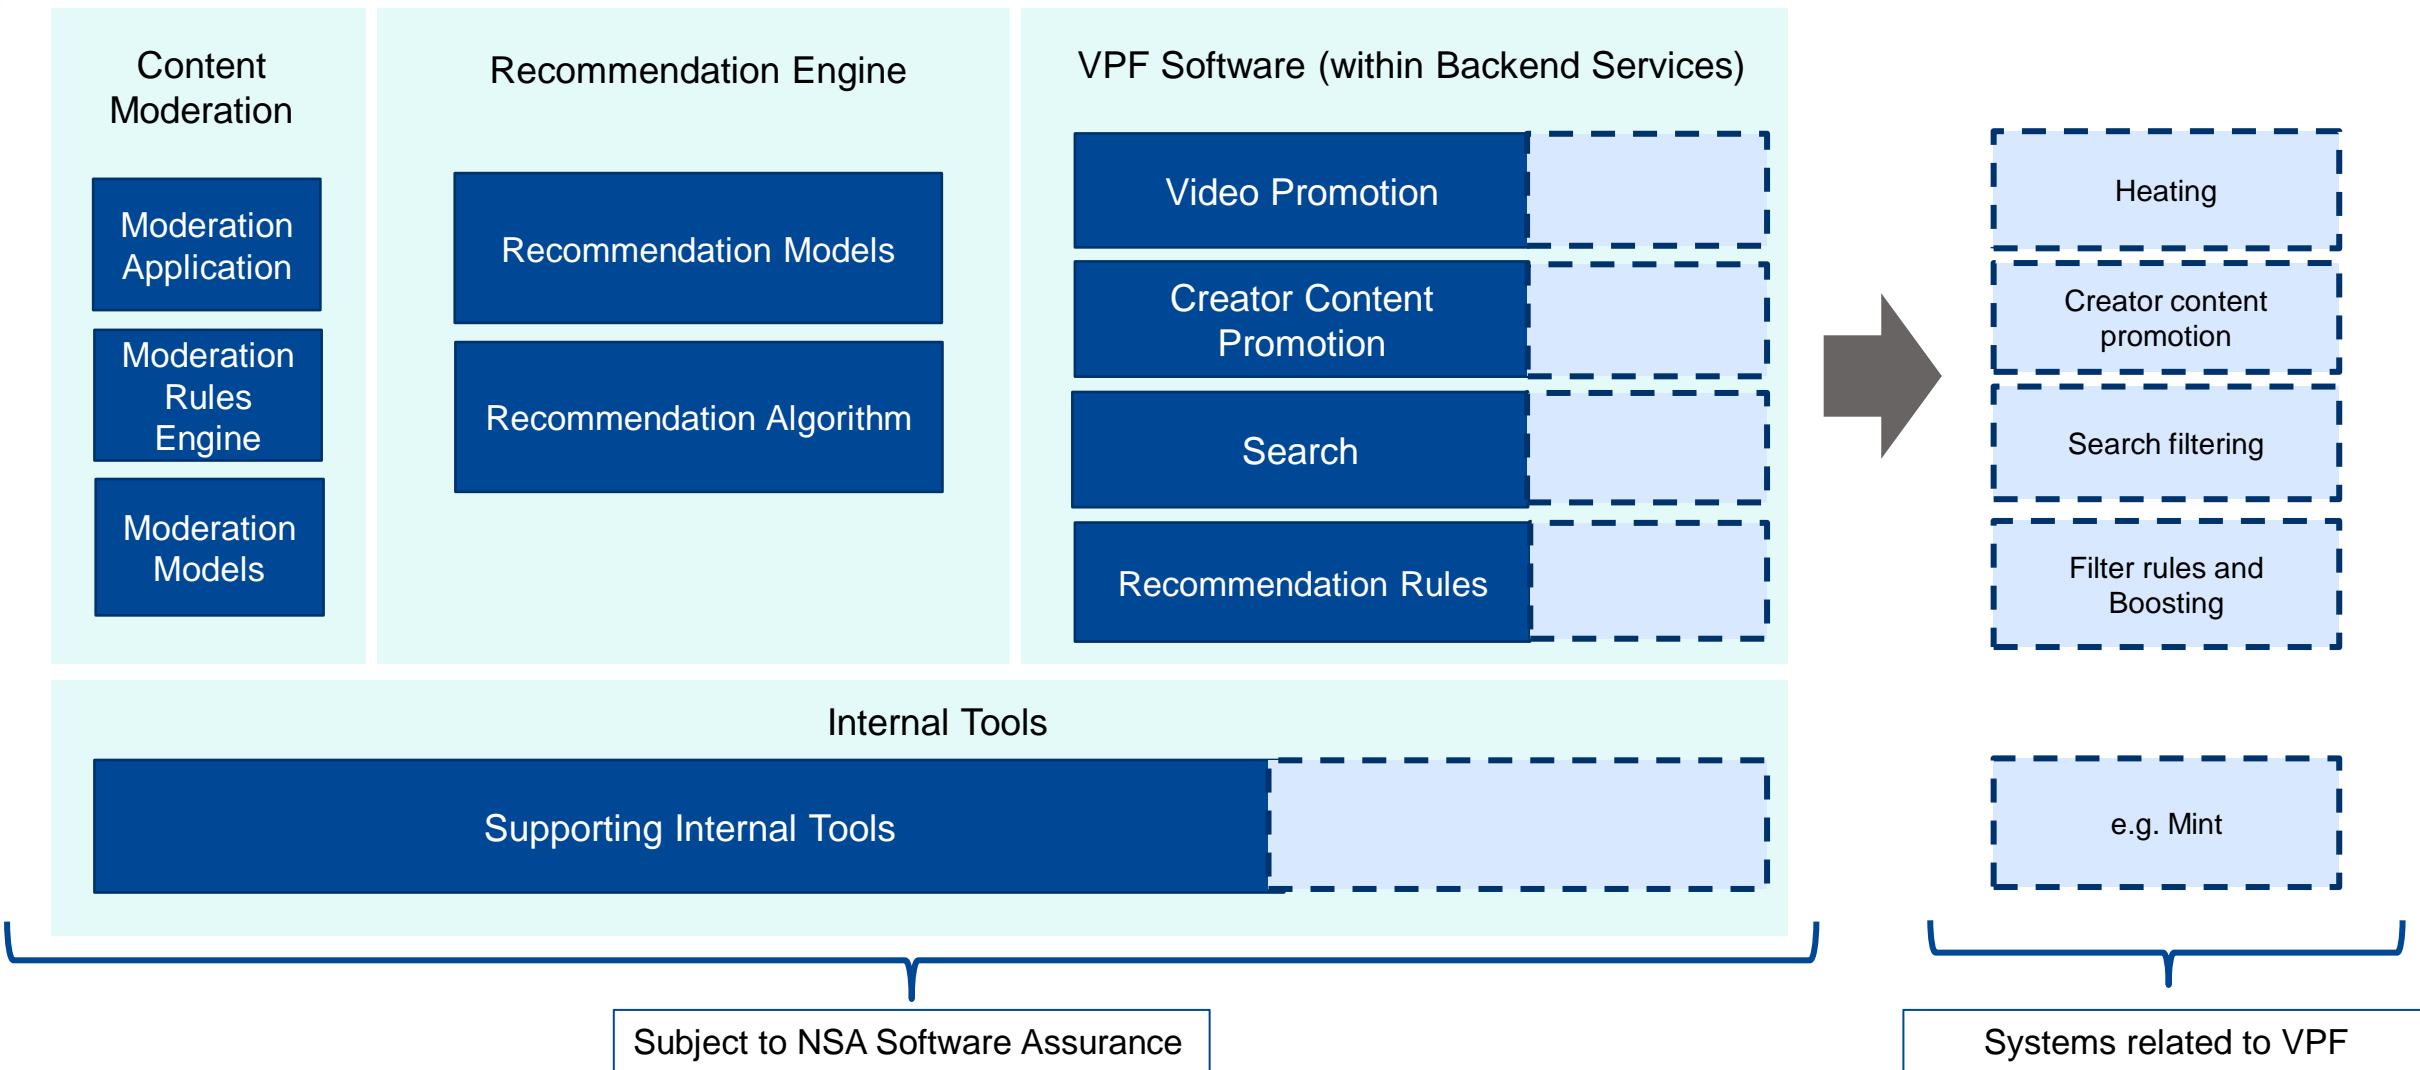 Content
Moderation
Moderation
Application
Moderation
Rules
Engine
Moderation
Models
Recommendation Engine
Recommendation Models
Recommendation Algorithm
VPF Software (within Backend Services)
Video Promotion
Creator Content
Promotion
Search
Recommendation Rules
Heating
Creator content
promotion
Search filtering
Filter rules and
Boosting
Internal Tools
Supporting Internal Tools
e.g. Mint
Subject to NSA Software Assurance
Systems related to VPF